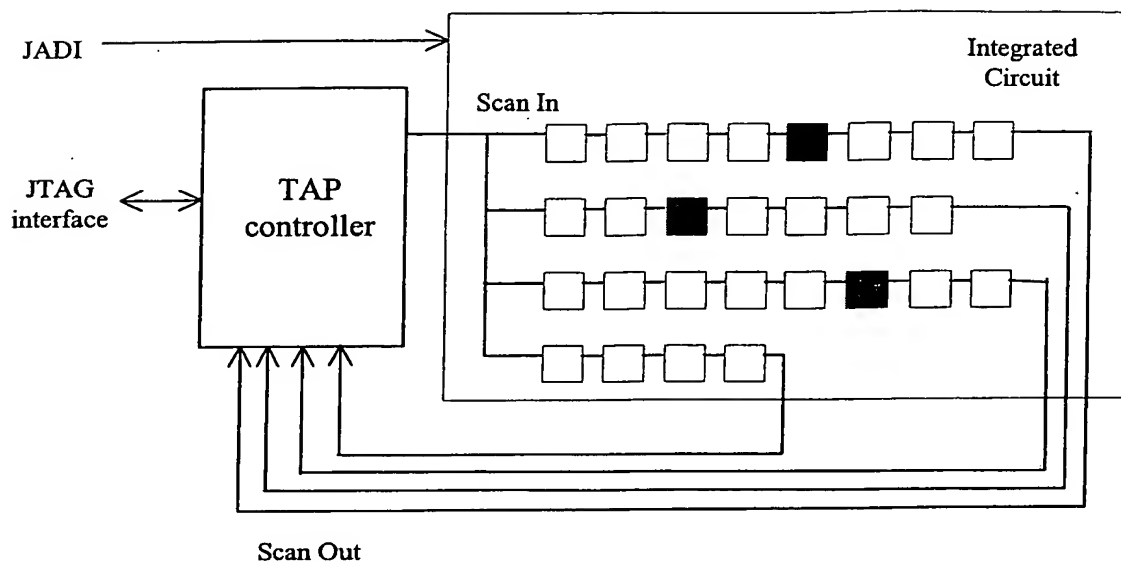 JADI
Integrated
Circuit
Scan In
JTAG
interface
TAP
controller
Scan Out